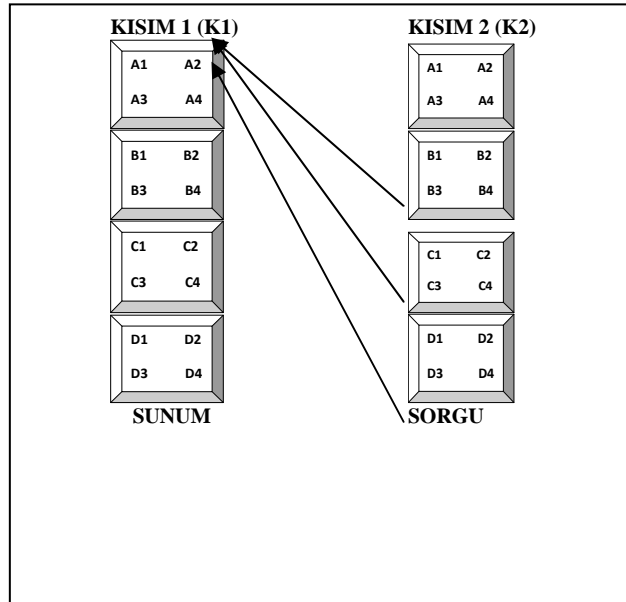 KISIM 1 (K1)
A1 A2
A3 A4
B1 B2
B3 B4
C1 C2
C3 C4
D1 D2
D3 D4
SUNUM
KISIM 2 (K2)
A1 A2
A3 A4
B1 B2
B3 B4
C1 C2
C3 C4
D1 D2
D3 D4
SORGU